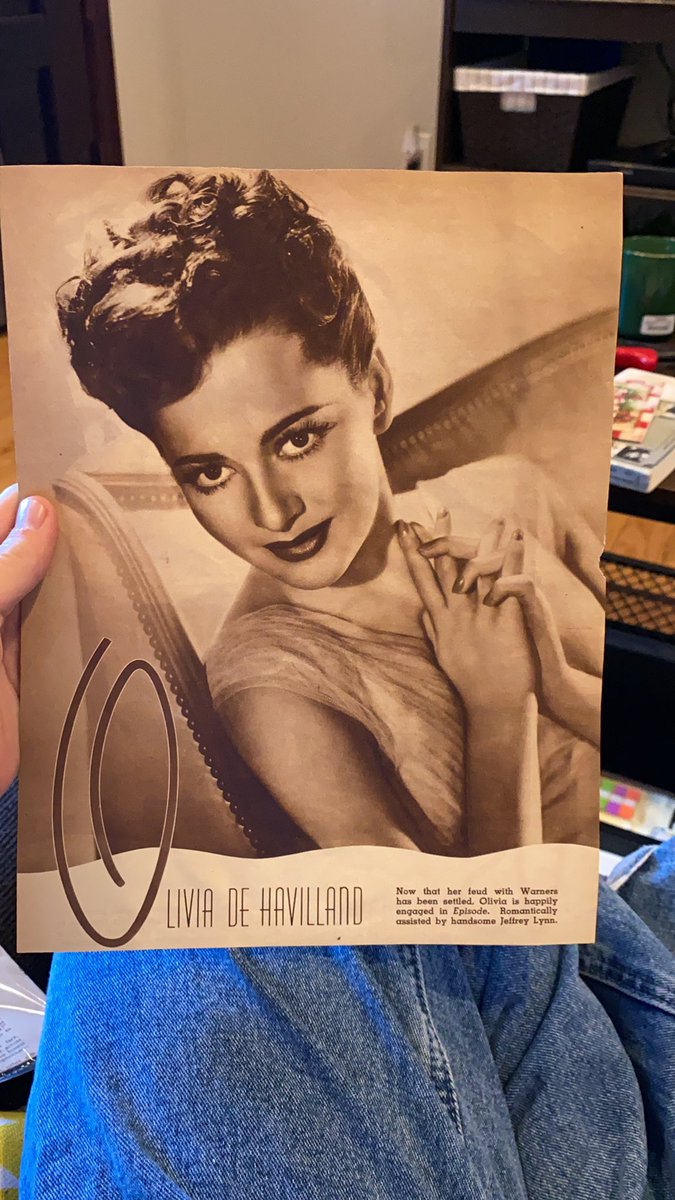 OLIVIA DE HAVILLAND
Now that her feud with Warners
has been settled, Olivia is happily
engaged in Episode. Romantically
assisted by handsome Jeffrey Lynn.